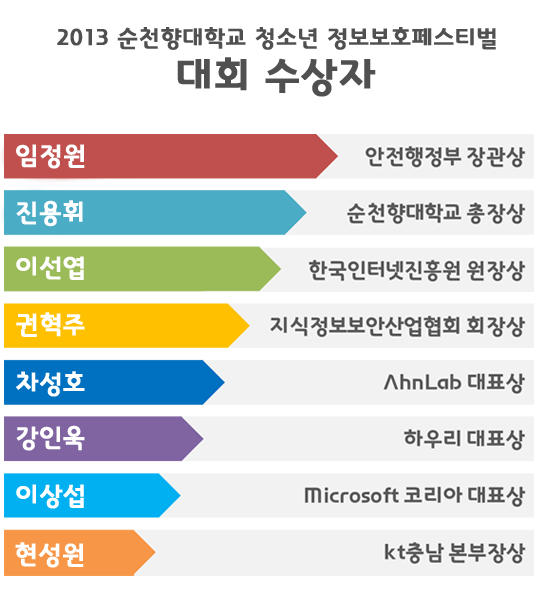 2013 순천향대학교 청소년 정보보호페스티벌
대회 수상자
임정원 안전행정부 장관상
진용휘 순천향대학교 총장상
이선엽 한국인터넷진흥원 원장상
권혁주 지식정보보안산업협회 회장상
차성호 AhnLab 대표상
강인욱 하우리 대표상
이상섭 Microsoft 코리아 대표상
현성원 kt충남 본부장상